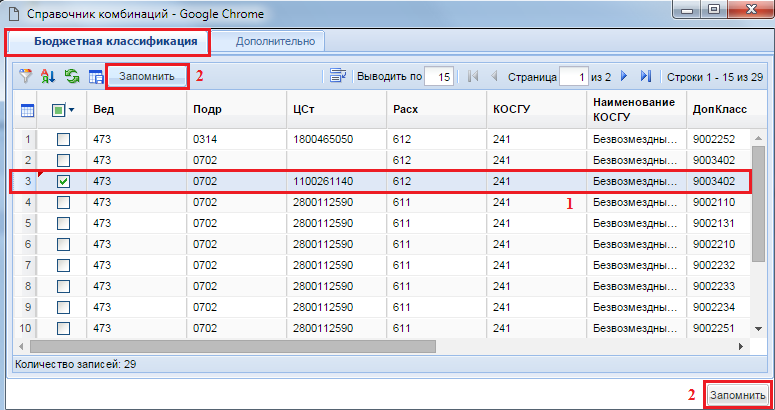 Справочник комбинаций - Google Chrome
Бюджетная классификация Дополнительно
Запомнить 2 Выводить по 15 Страница 1 из 2 Строки 1 - 15 из 29
Вед Подр ЦСт Расх КОСГУ Наименование КОСГУ ДопКласс
1 473 0314 1800465050 612 241 Безвозмездны... 9002252
2 473 0702 612 241 Безвозмездны... 9003402
3 473 0702 1100261140 612 241 Безвозмездны... 9003402
4 473 0702 2800112590 611 241 1 Безвозмездны... 9002110
5 473 0702 2800112590 611 241 Безвозмездны... 9002131
6 473 0702 2800112590 611 241 Безвозмездны... 9002210
7 473 0702 2800112590 611 241 Безвозмездны... 9002232
8 473 0702 2800112590 611 241 Безвозмездны... 9002233
9 473 0702 2800112590 611 241 Безвозмездны... 9002234
10 473 0702 2800112590 611 241 Безвозмездны... 9002251
Количество записей: 29
2 Запомнить